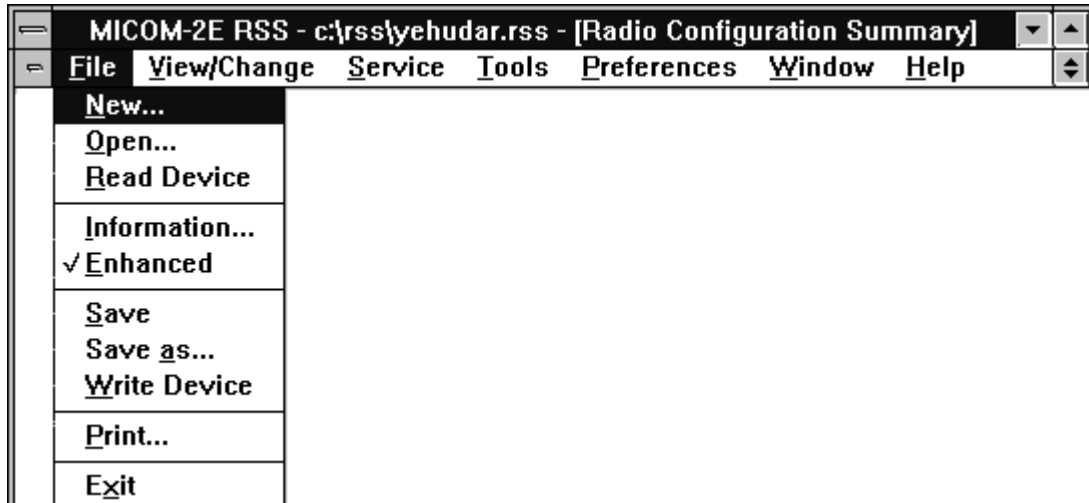 MICOM-2E RSS - c:\rss\yehudar.rss - [Radio Configuration Summary]
File View/Change Service Tools Preferences Window Help
New...
Open...
Read Device
Information...
√ Enhanced
Save
Save as...
Write Device
Print...
Exit